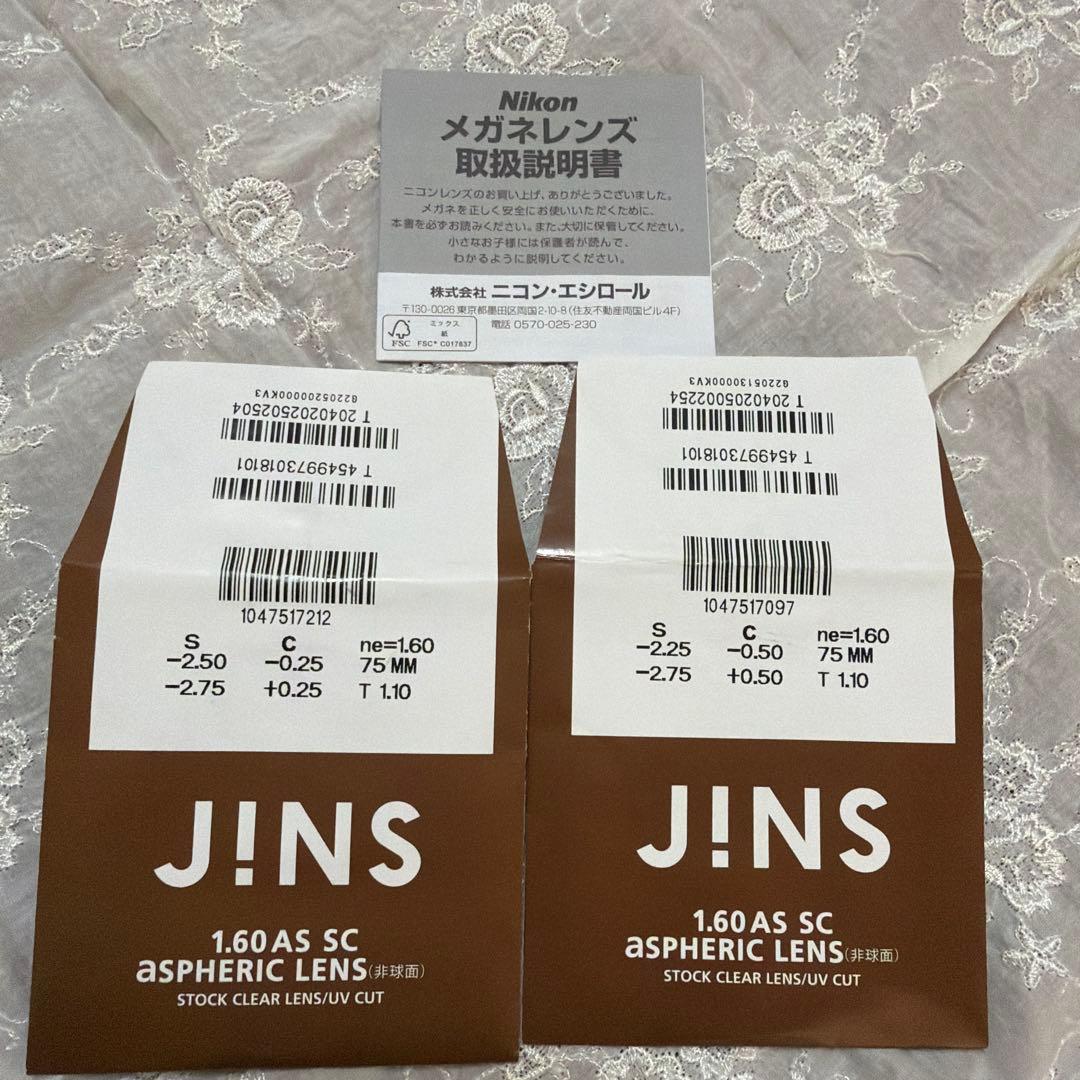 Nikon
メガネレンズ
取扱説明書
ニコンレンズのお買い上げ、ありがとうございました。
メガネを正しく安全にお使いいただくために、
本書を必ずお読みください。また、大切に保管してください。
小さなお子様には保護者が読んで、
わかるように説明してください。
株式会社 ニコン・エシロール
〒130-0026 東京都墨田区両国2-10-8(住友不動産両国ビル4F)
電話 0570-025-230
FSC
ミックス
紙
FSC® C017837
G220520000KV3
T 2040202502504
T 4549973018101
1047517212
S C ne=1.60
-2.50 -0.25 75 MM
-2.75 +0.25 T 1.10
J!NS
1.60 AS SC
aSPHERIC LENS(非球面)
STOCK CLEAR LENS/UV CUT
G2205130000KV3
T 2040205002254
T 4549973018101
1047517097
S C ne=1.60
-2.25 -0.50 75 MM
-2.75 +0.50 T 1.10
J!NS
1.60 AS SC
aSPHERIC LENS(非球面)
STOCK CLEAR LENS/UV CUT